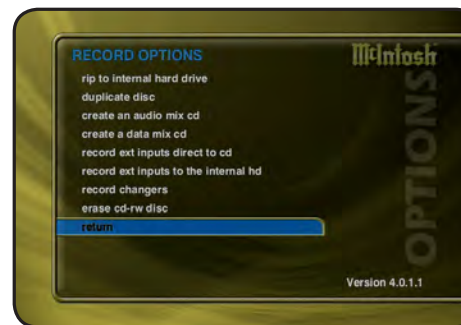 RECORD OPTIONS
McIntosh
rip to internal hard drive
duplicate disc
create an audio mix cd
create a data mix cd
record ext inputs direct to cd
record ext inputs to the internal hd
record changers
erase cd-rw disc
return
OPTIONS
Version 4.0.1.1